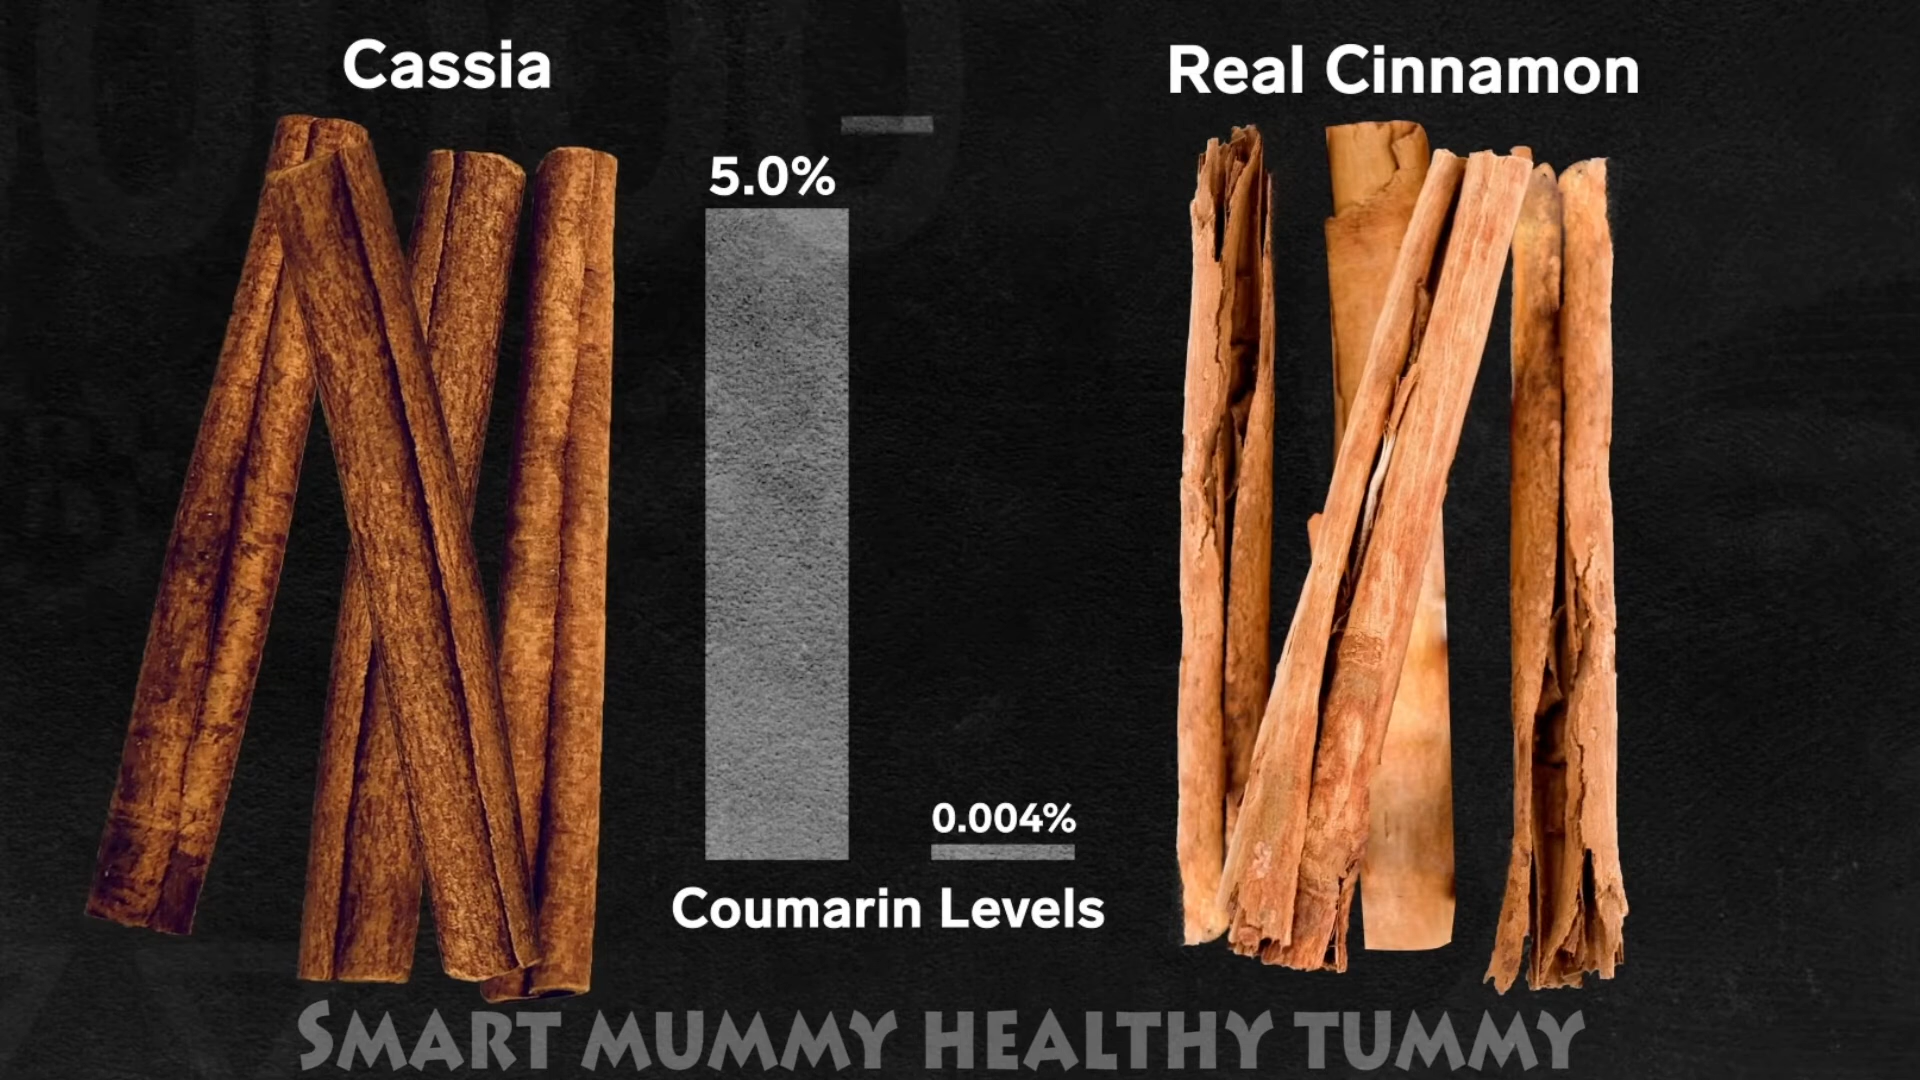 Cassia
Real Cinnamon
5.0%
0.004%
Coumarin Levels
SMART MUMMY HEALTHY TUMMY